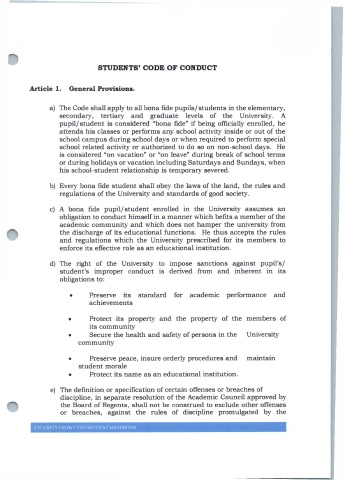 STUDENTS' CODE OF CONDUCT
Article 1. General Provisions.
a) The Code shall apply to all bona fide pupils/students in the elementary,
secondary, tertiary and graduate levels of the University. A
pupil/student is considered "bona fide" if being officially enrolled, he
attends his classes or performs any school activity inside or out of the
school campus during school days or when required to perform special
school related activity or authorized to do so on non-school days. He
is considered "on vacation" or "on leave" during break of school terms
or during holidays or vacation including Saturdays and Sundays, when
his school-student relationship is temporary severed.
b) Every bona fide student shall obey the laws of the land, the rules and
regulations of the University and standards of good society.
c) A bona fide pupil/student enrolled in the University assumes an
obligation to conduct himself in a manner which befits a member of the
academic community and which does not hamper the university from
the discharge of its educational functions. He thus accepts the rules
and regulations which the University prescribed for its members to
enforce its effective role as an educational institution.
d) The right of the University to impose sanctions against pupil's/
student's improper conduct is derived from and inherent in its
obligations to:
• Preserve its standard for academic performance and
achievements
• Protect its property and the property of the members of
its community
• Secure the health and safety of persons in the University
community
• Preserve peace, insure orderly procedures and maintain
student morale
• Protect its name as an educational institution.
e) The definition or specification of certain offenses or breaches of
discipline, in separate resolution of the Academic Council approved by
the Board of Regents, shall not be construed to exclude other offenses
or breaches, against the rules of discipline promulgated by the
STUDENT HANDBOOK